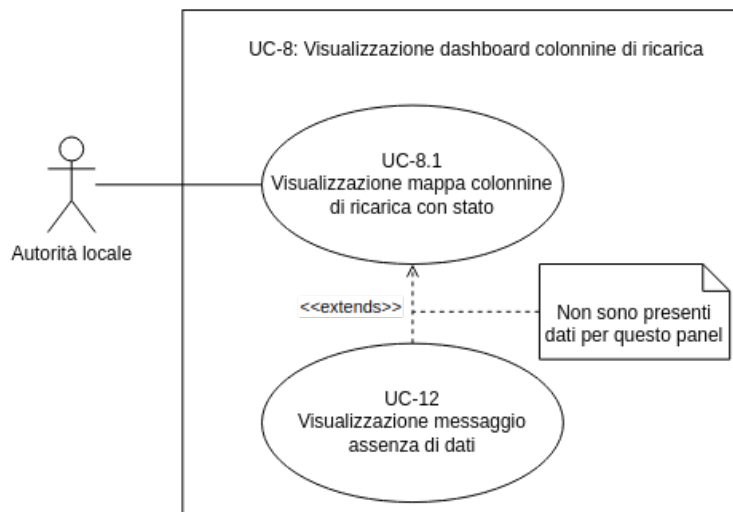 UC-8: Visualizzazione dashboard colonnine di ricarica
UC-8.1
Visualizzazione mappa colonnine
di ricarica con stato
Autorità locale
<<extends>>
Non sono presenti
dati per questo panel
UC-12
Visualizzazione messaggio
assenza di dati